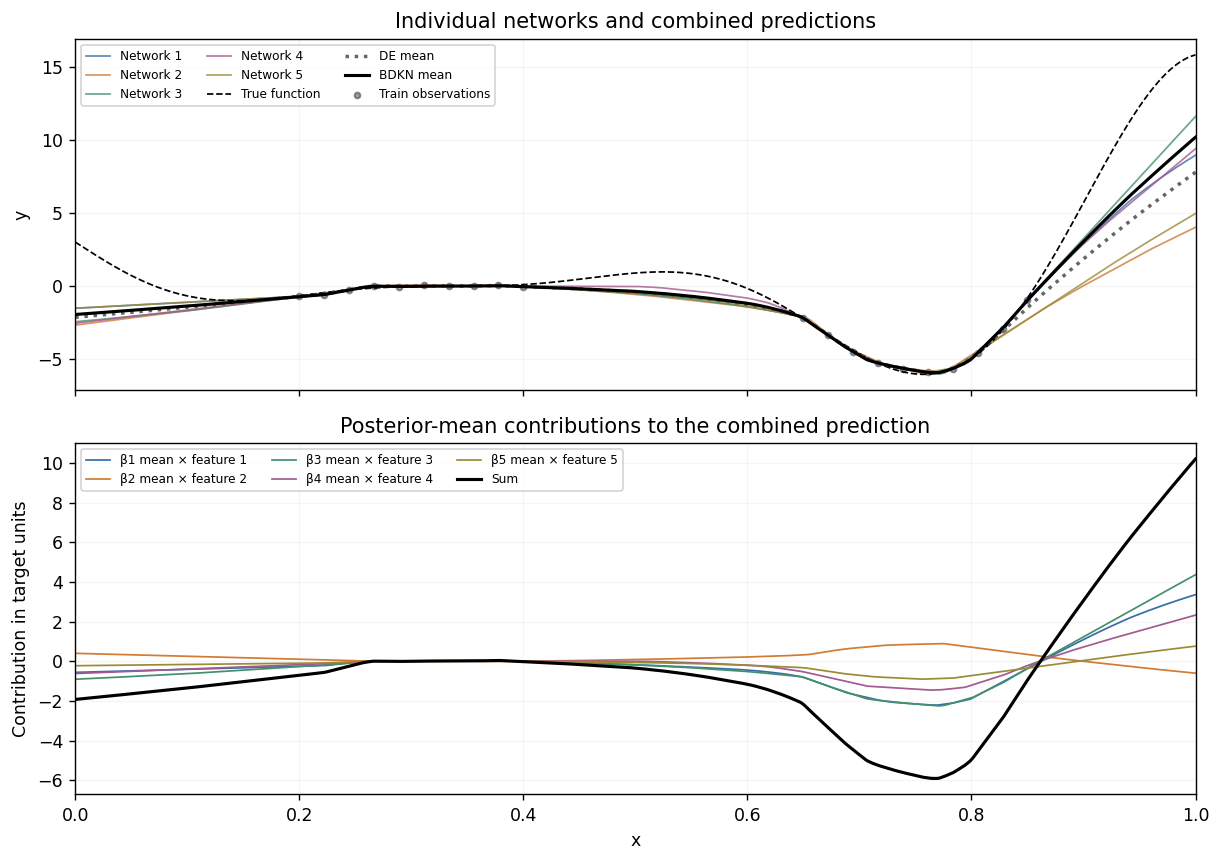 Individual networks and combined predictions
Network 1 Network 4 DE mean
Network 2 Network 5 BDKN mean
Network 3 True function Train observations
y
15
10
5
0
−5
Posterior-mean contributions to the combined prediction
β1 mean × feature 1 β3 mean × feature 3 β5 mean × feature 5
β2 mean × feature 2 β4 mean × feature 4 Sum
Contribution in target units
10
8
6
4
2
0
−2
−4
−6
0.0 0.2 0.4 0.6 0.8 1.0
x